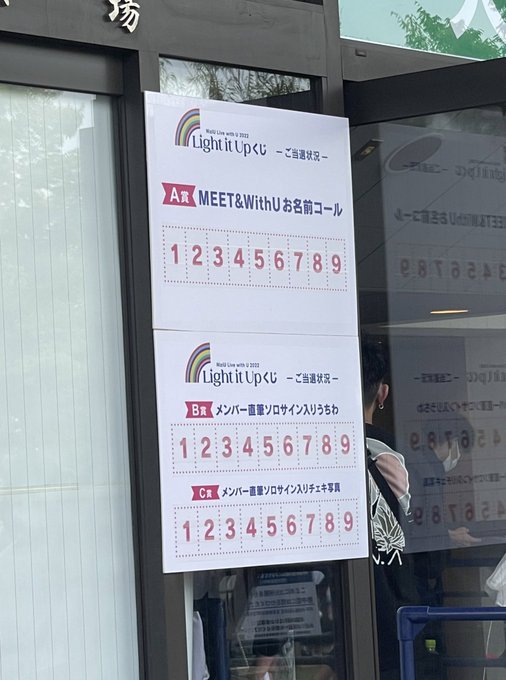 場
NiziU Live with U 2022
Light it Upくじ
－ご当選状況－
A賞 MEET&WithUお名前コール
1 2 3 4 5 6 7 8 9
NiziU Live with U 2022
Light it Upくじ
－ご当選状況－
B賞 メンバー直筆ソロサイン入りうちわ
1 2 3 4 5 6 7 8 9
C賞 メンバー直筆ソロサイン入りチェキ写真
1 2 3 4 5 6 7 8 9